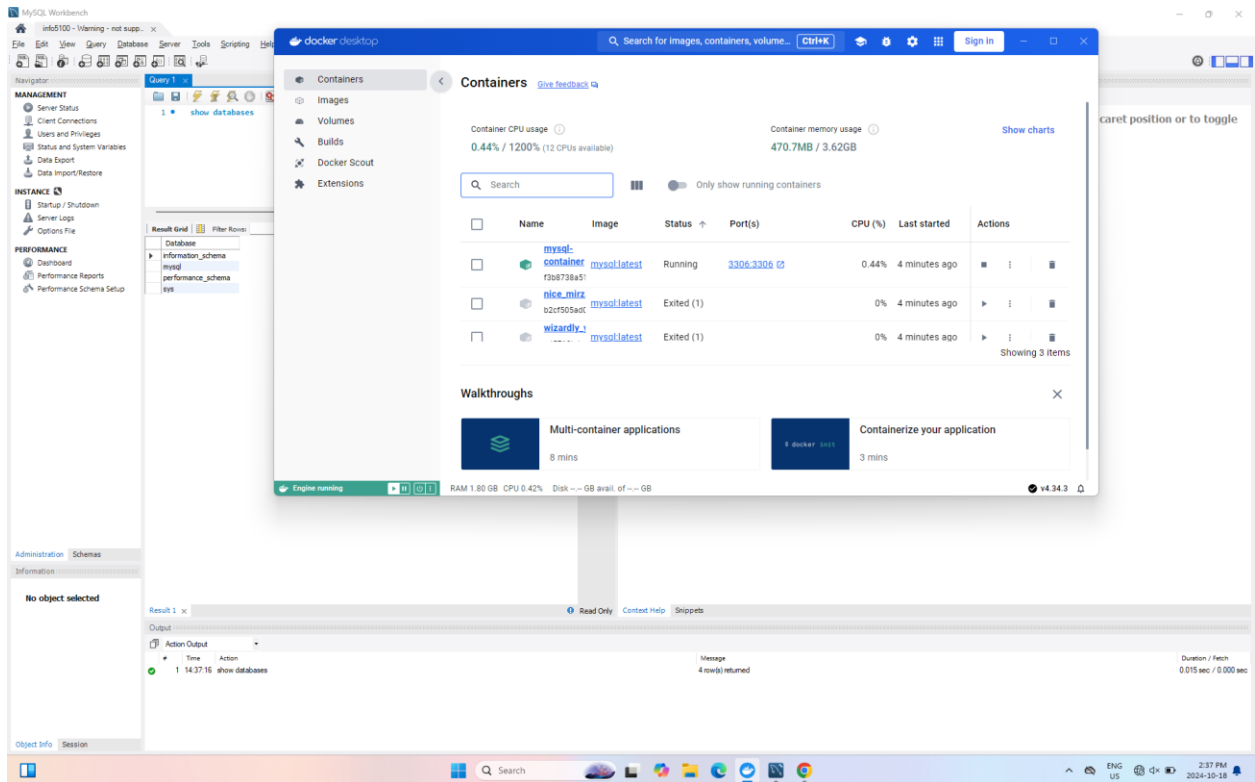 MySQL Workbench
info5100 - Warning - not supp... ×
File Edit View Query Database Server Tools Scripting Help
Navigator
MANAGEMENT
Server Status
Client Connections
Users and Privileges
Status and System Variables
Data Export
Data Import/Restore
INSTANCE
Startup / Shutdown
Server Logs
Options File
PERFORMANCE
Dashboard
Performance Reports
Performance Schema Setup
Administration Schemas
Information
No object selected
Object Info Session
Query 1 ×
1 show databases
Result Grid Filter Rows:
Database
information_schema
mysql
performance_schema
sys
Result 1 ×
Read Only Context Help Snippets
caret position or to toggle
docker desktop
Search for images, containers, volume... Ctrl+K
Sign in
Containers
Images
Volumes
Builds
Docker Scout
Extensions
Containers Give feedback
Container CPU usage
0.44% / 1200% (12 CPUs available)
Container memory usage
470.7MB / 3.62GB
Show charts
Search
Only show running containers
Name Image Status Port(s) CPU (%) Last started Actions
mysql-
container mysql:latest Running 3306:3306 0.44% 4 minutes ago
f3b8738a5
nice_mirz mysql:latest Exited (1) 0% 4 minutes ago
b2cf505ad
wizardly_ mysql:latest Exited (1) 0% 4 minutes ago
Showing 3 items
Walkthroughs
Multi-container applications
8 mins
$ docker init
Containerize your application
3 mins
Engine running
RAM 1.80 GB CPU 0.42% Disk --.-- GB avail. of --.-- GB
v4.34.3
Output
Action Output
# Time Action Message Duration / Fetch
1 14:37:16 show databases 4 row(s) returned 0.015 sec / 0.000 sec
Search
ENG
US
2:37 PM
2024-10-18